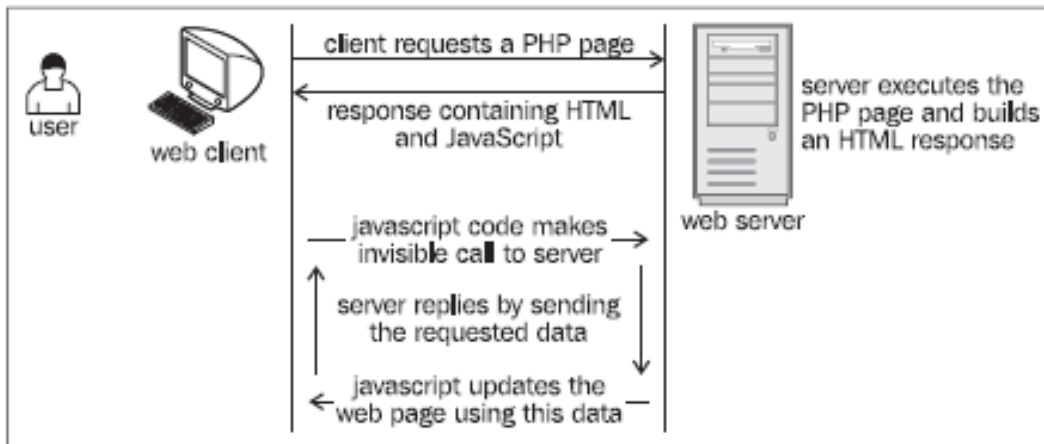 client requests a PHP page
response containing HTML
and JavaScript
user
web client
server executes the
PHP page and builds
an HTML response
web server
javascript code makes
invisible call to server
server replies by sending
the requested data
javascript updates the
web page using this data